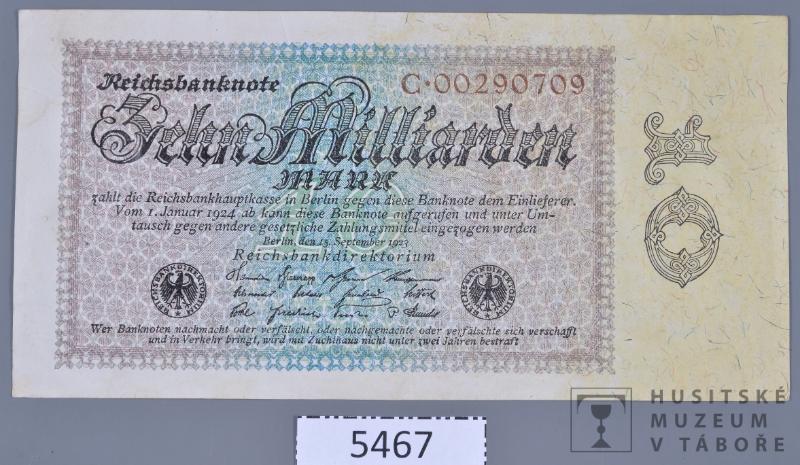 Reichsbanknote
C·00290709
Zehn Milliarden
MARK
zahlt die Reichsbankhauptkasse in Berlin gegen diese Banknote dem Einlieferer.
Vom 1. Januar 1924 ab kann diese Banknote aufgerufen und unter Um-
tausch gegen andere gesetzliche Zahlungsmittel eingezogen werden
Berlin, den 15. September 1923
Reichsbankdirektorium
REICHSBANKDIREKTORIUM
REICHSBANKDIREKTORIUM
Wer Banknoten nachmacht oder verfälscht, oder nachgemachte oder verfälschte sich verschafft
und in Verkehr bringt, wird mit Zuchthaus nicht unter zwei Jahren bestraft
10
5467
HUSITSKÉ
MUZEUM
V TÁBOŘE